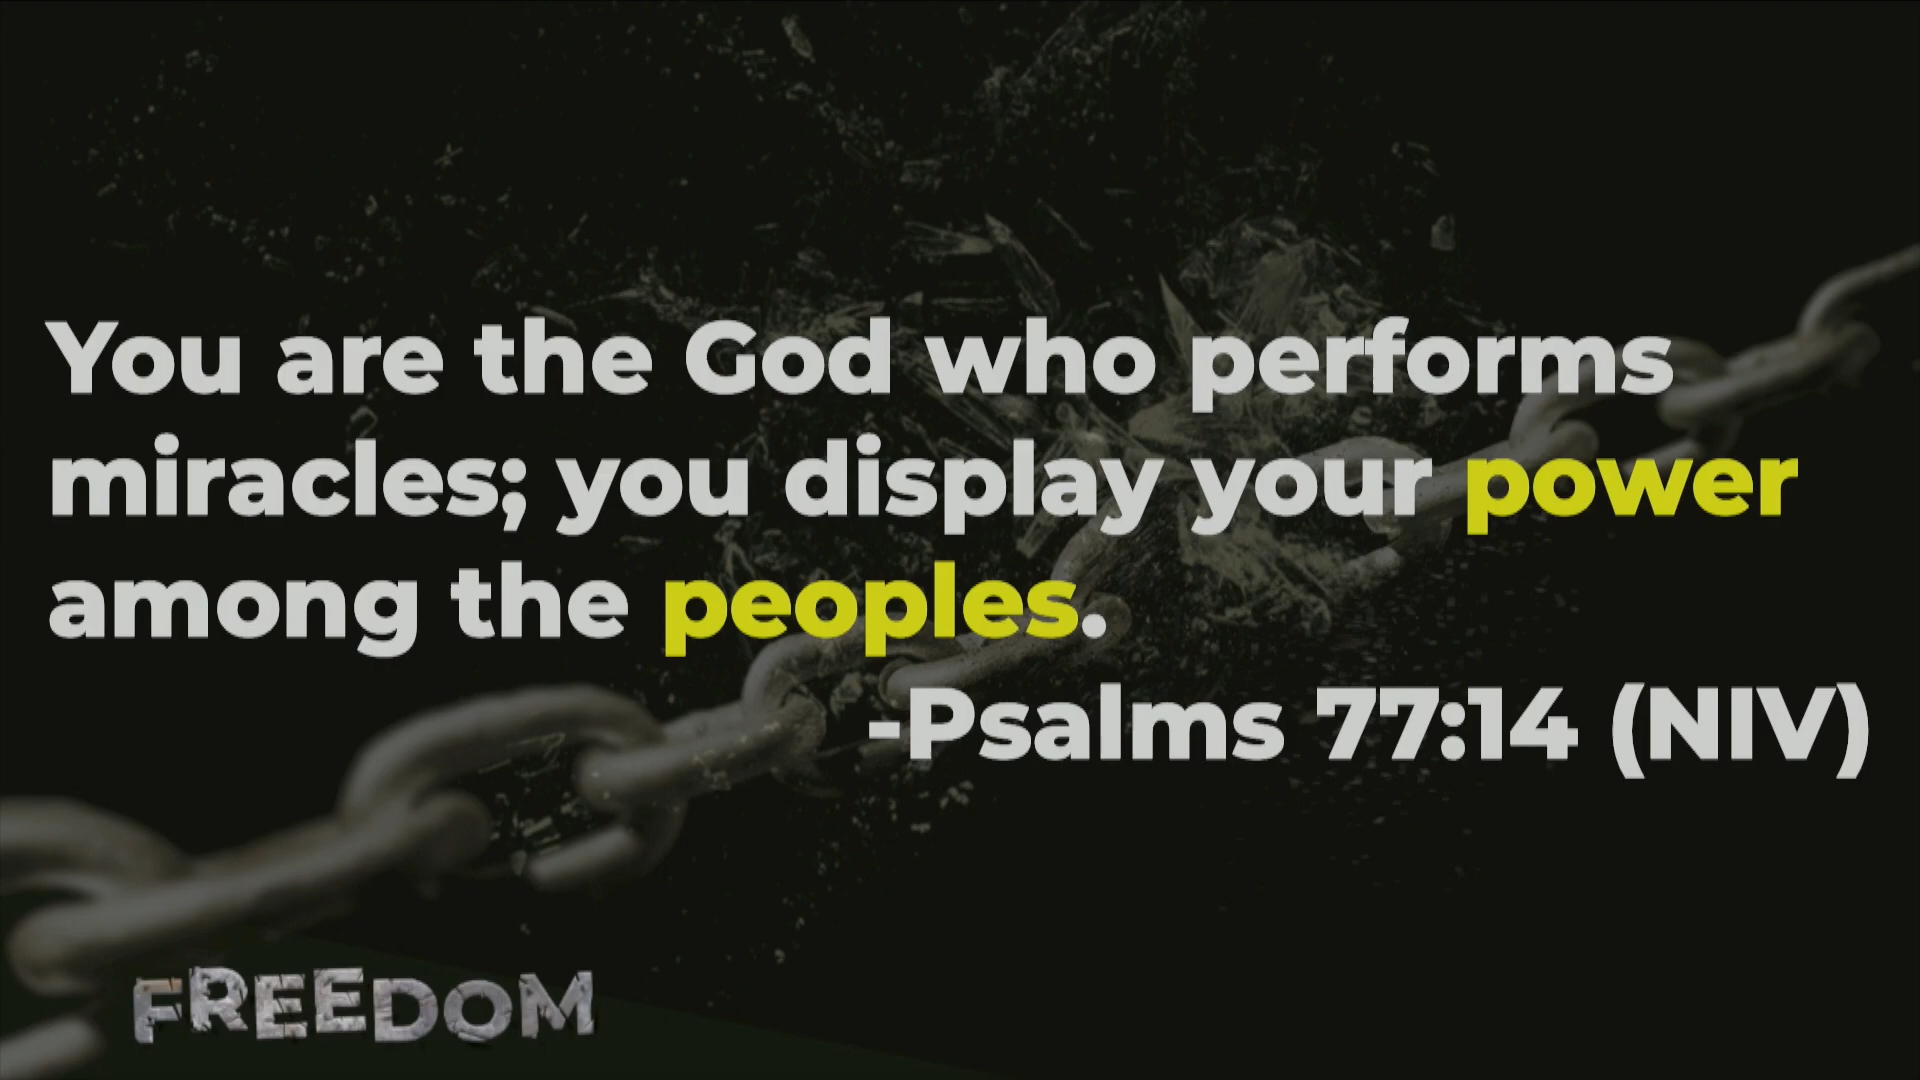 You are the God who performs
miracles; you display your power
among the peoples.
-Psalms 77:14 (NIV)
FREEDOM